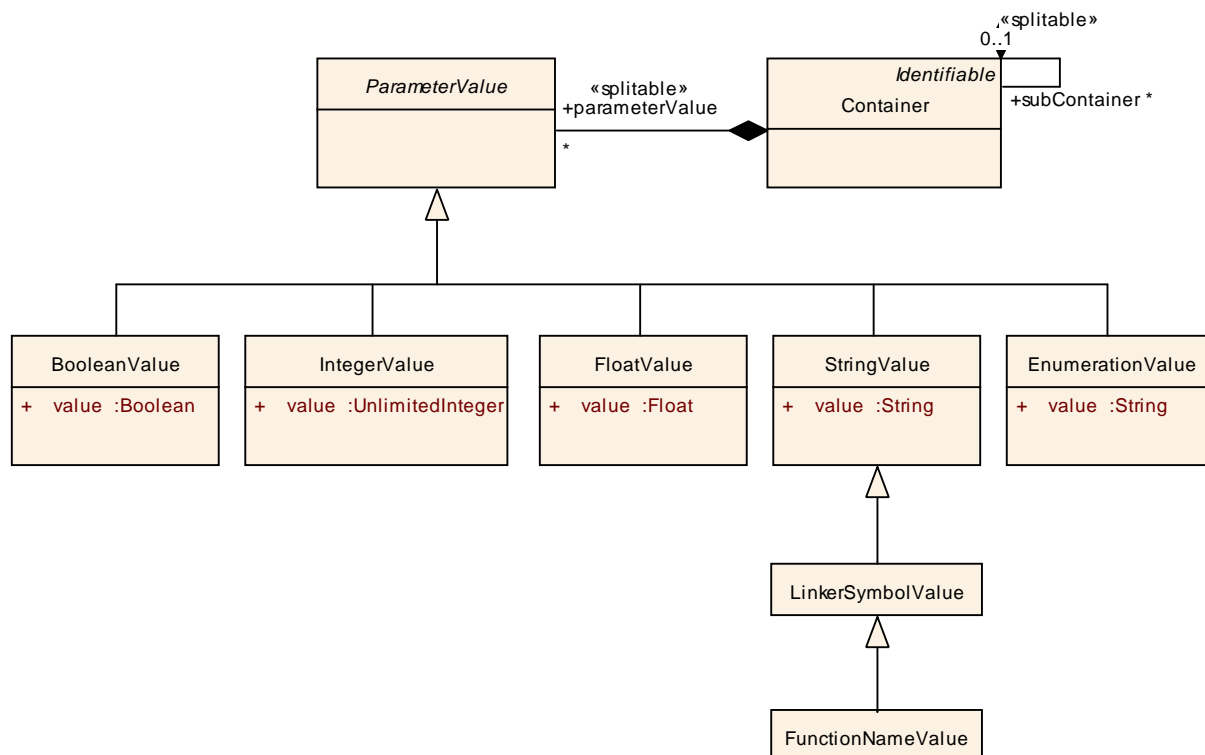 «splitable»
0..1
ParameterValue
«splitable»
+parameterValue
*
Identifiable
Container
+subContainer *
BooleanValue
+ value :Boolean
IntegerValue
+ value :UnlimitedInteger
FloatValue
+ value :Float
StringValue
+ value :String
EnumerationValue
+ value :String
LinkerSymbolValue
FunctionNameValue